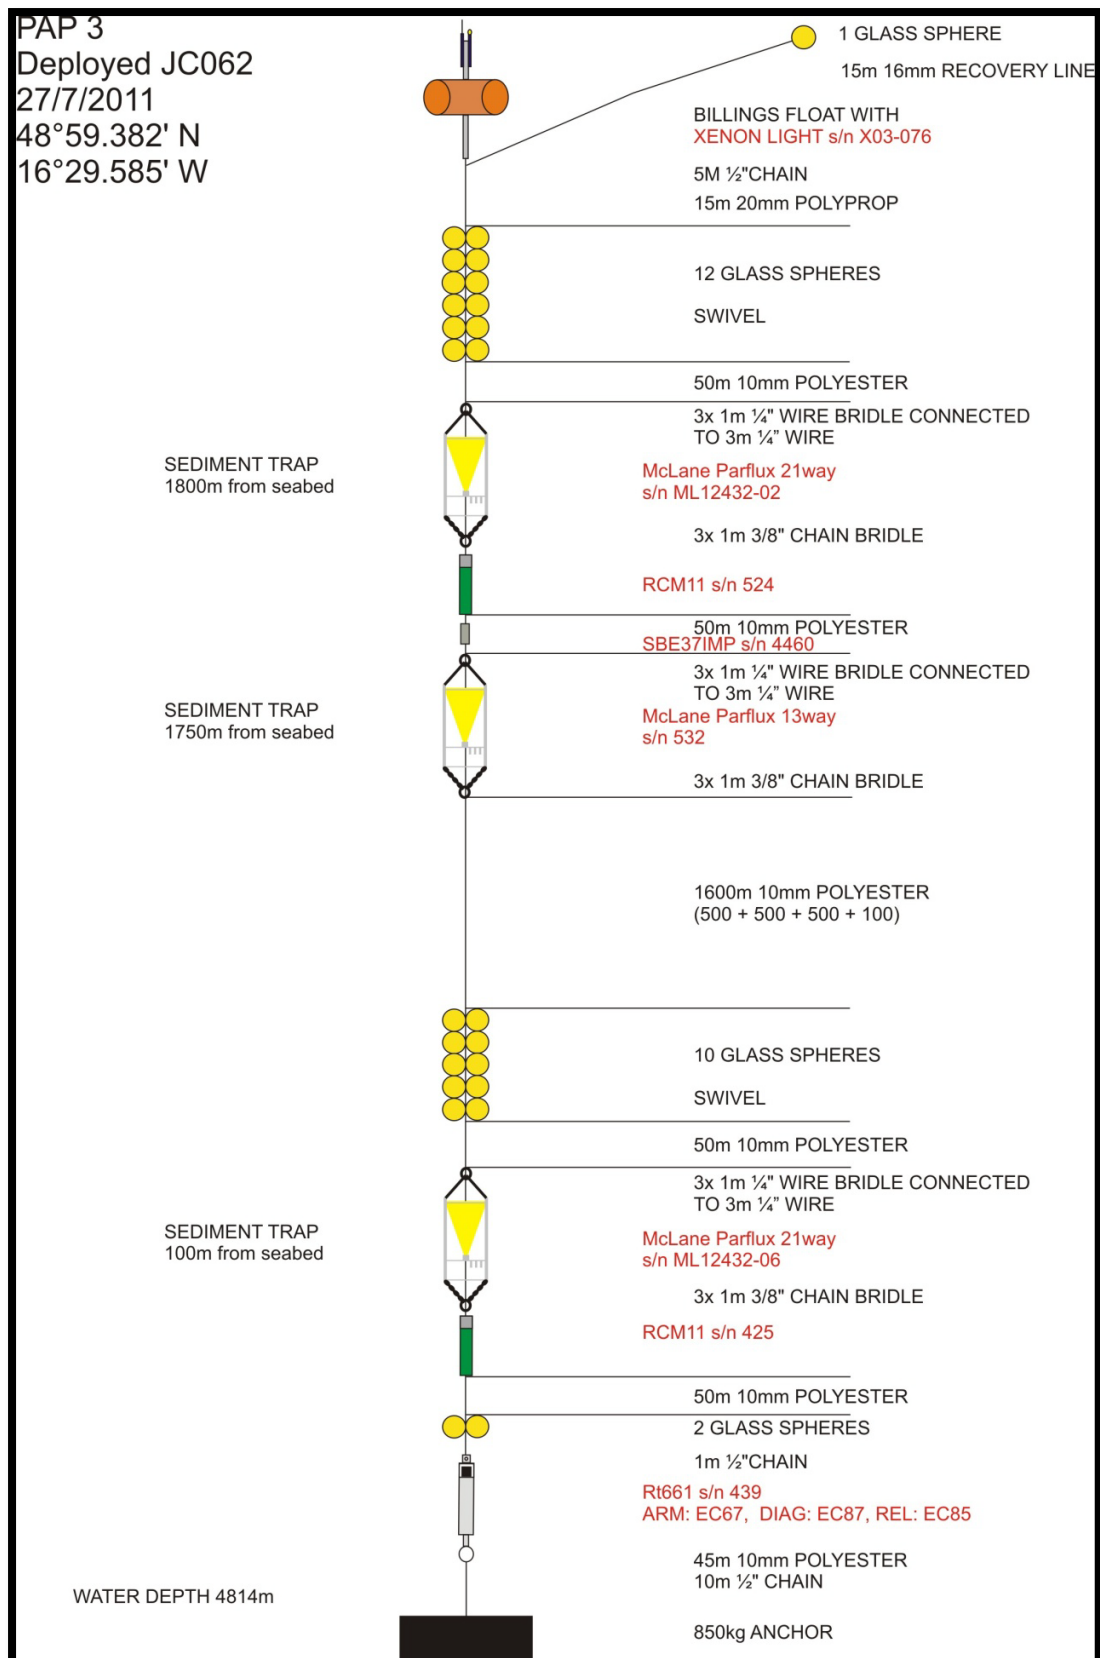 PAP 3
Deployed JC062
27/7/2011
48°59.382' N
16°29.585' W
1 GLASS SPHERE
15m 16mm RECOVERY LINE
BILLINGS FLOAT WITH
XENON LIGHT s/n X03-076
5M ½"CHAIN
15m 20mm POLYPROP
12 GLASS SPHERES
SWIVEL
50m 10mm POLYESTER
3x 1m ¼" WIRE BRIDLE CONNECTED
TO 3m ¼" WIRE
SEDIMENT TRAP
1800m from seabed
McLane Parflux 21way
s/n ML12432-02
3x 1m 3/8" CHAIN BRIDLE
RCM11 s/n 524
50m 10mm POLYESTER
SBE37IMP s/n 4460
3x 1m ¼" WIRE BRIDLE CONNECTED
TO 3m ¼" WIRE
SEDIMENT TRAP
1750m from seabed
McLane Parflux 13way
s/n 532
3x 1m 3/8" CHAIN BRIDLE
1600m 10mm POLYESTER
(500 + 500 + 500 + 100)
10 GLASS SPHERES
SWIVEL
50m 10mm POLYESTER
3x 1m ¼" WIRE BRIDLE CONNECTED
TO 3m ¼" WIRE
SEDIMENT TRAP
100m from seabed
McLane Parflux 21way
s/n ML12432-06
3x 1m 3/8" CHAIN BRIDLE
RCM11 s/n 425
50m 10mm POLYESTER
2 GLASS SPHERES
1m ½"CHAIN
Rt661 s/n 439
ARM: EC67, DIAG: EC87, REL: EC85
45m 10mm POLYESTER
10m ½" CHAIN
WATER DEPTH 4814m
850kg ANCHOR